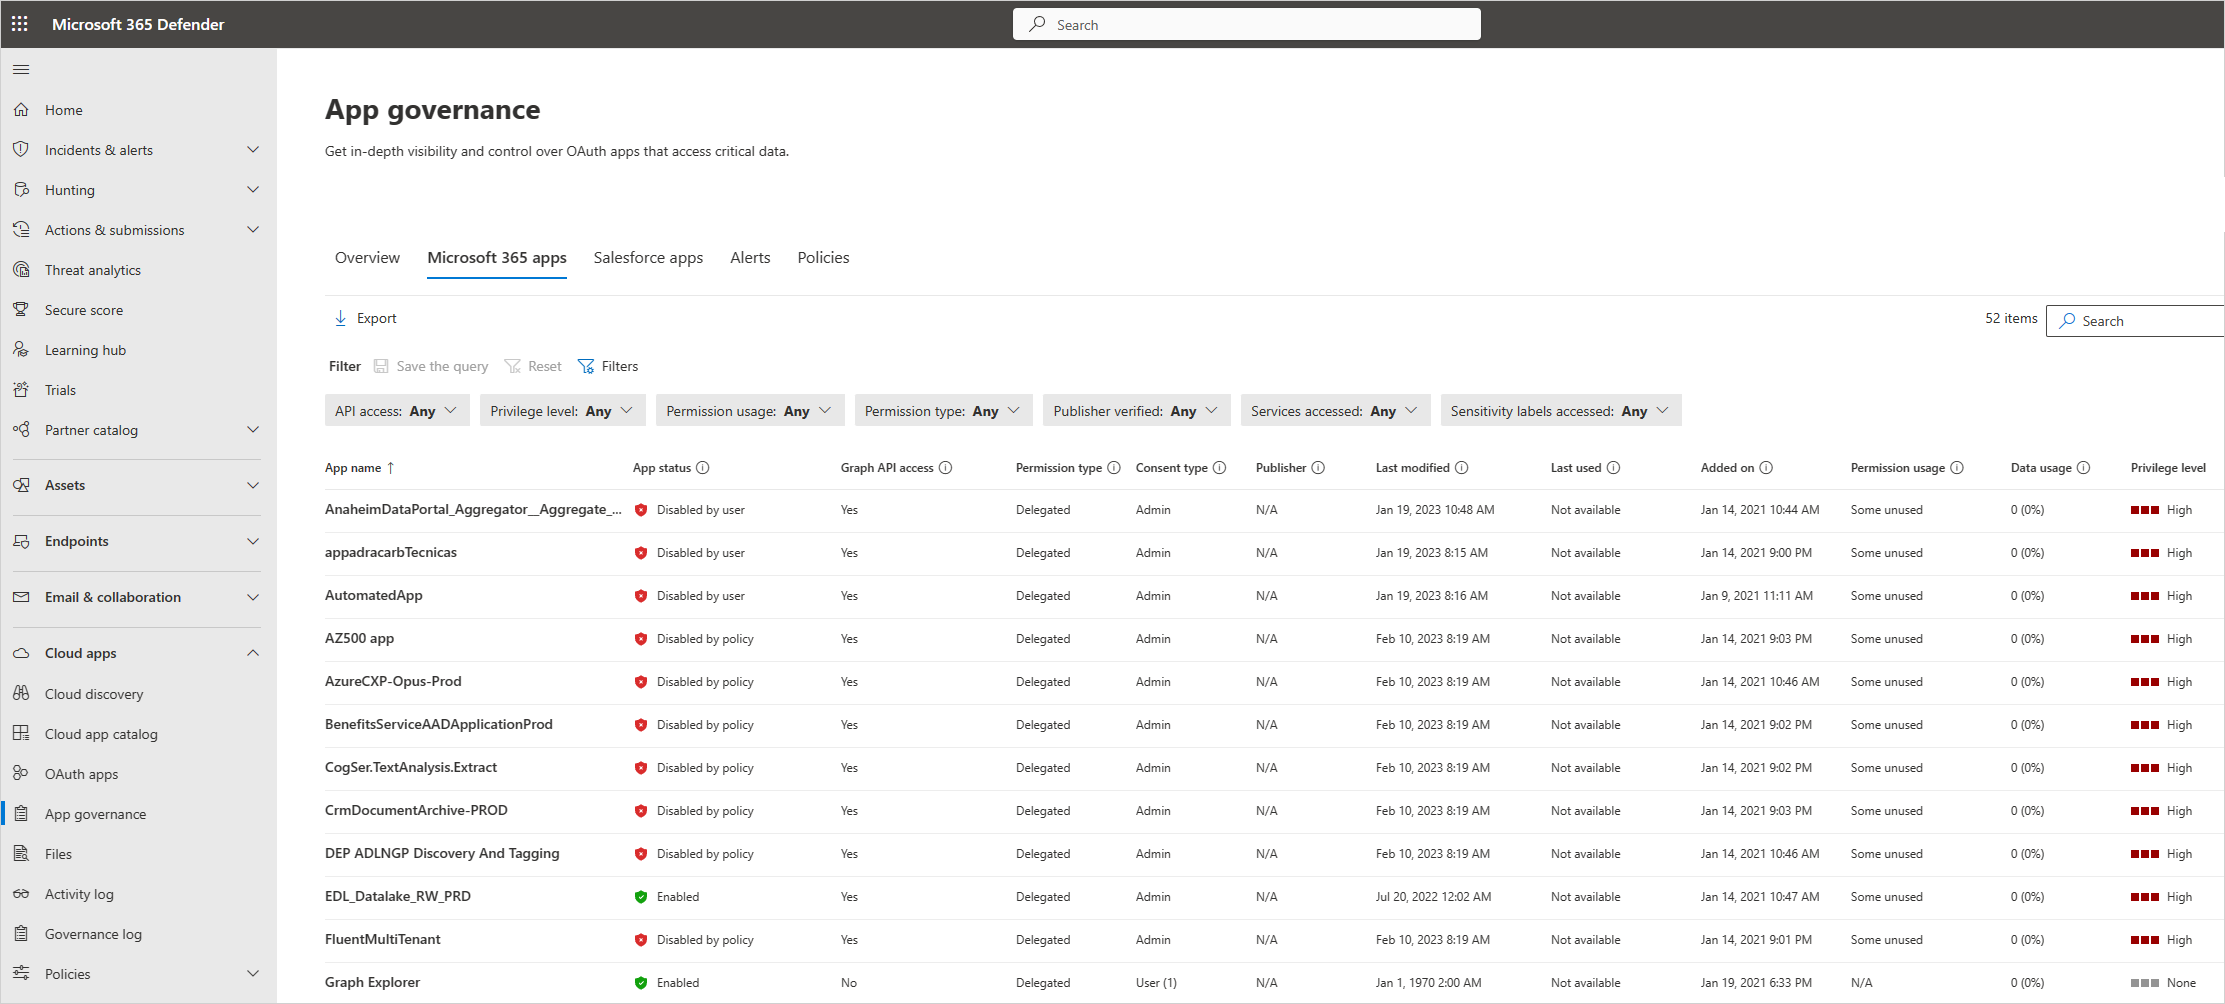 Microsoft 365 Defender
Search
Home
Incidents & alerts
Hunting
Actions & submissions
Threat analytics
Secure score
Learning hub
Trials
Partner catalog
Assets
Endpoints
Email & collaboration
Cloud apps
Cloud discovery
Cloud app catalog
OAuth apps
App governance
Files
Activity log
Governance log
Policies
App governance
Get in-depth visibility and control over OAuth apps that access critical data.
Overview Microsoft 365 apps Salesforce apps Alerts Policies
Export 52 items Search
Filter Save the query Reset Filters
API access: Any Privilege level: Any Permission usage: Any Permission type: Any Publisher verified: Any Services accessed: Any Sensitivity labels accessed: Any
App name ↑ App status Graph API access Permission type Consent type Publisher Last modified Last used Added on Permission usage Data usage Privilege level
AnaheimDataPortal_Aggregator__Aggregate_... Disabled by user Yes Delegated Admin N/A Jan 19, 2023 10:48 AM Not available Jan 14, 2021 10:44 AM Some unused 0 (0%) High
appadracarbTecnicas Disabled by user Yes Delegated Admin N/A Jan 19, 2023 8:15 AM Not available Jan 14, 2021 9:00 PM Some unused 0 (0%) High
AutomatedApp Disabled by user Yes Delegated Admin N/A Jan 19, 2023 8:16 AM Not available Jan 9, 2021 11:11 AM Some unused 0 (0%) High
AZ500 app Disabled by policy Yes Delegated Admin N/A Feb 10, 2023 8:19 AM Not available Jan 14, 2021 9:03 PM Some unused 0 (0%) High
AzureCXP-Opus-Prod Disabled by policy Yes Delegated Admin N/A Feb 10, 2023 8:19 AM Not available Jan 14, 2021 10:46 AM Some unused 0 (0%) High
BenefitsServiceAADApplicationProd Disabled by policy Yes Delegated Admin N/A Feb 10, 2023 8:19 AM Not available Jan 14, 2021 9:02 PM Some unused 0 (0%) High
CogSer.TextAnalysis.Extract Disabled by policy Yes Delegated Admin N/A Feb 10, 2023 8:19 AM Not available Jan 14, 2021 9:02 PM Some unused 0 (0%) High
CrmDocumentArchive-PROD Disabled by policy Yes Delegated Admin N/A Feb 10, 2023 8:19 AM Not available Jan 14, 2021 9:03 PM Some unused 0 (0%) High
DEP ADLNGP Discovery And Tagging Disabled by policy Yes Delegated Admin N/A Feb 10, 2023 8:19 AM Not available Jan 14, 2021 10:46 AM Some unused 0 (0%) High
EDL_Datalake_RW_PRD Enabled Yes Delegated Admin N/A Jul 20, 2022 12:02 AM Not available Jan 14, 2021 10:47 AM Some unused 0 (0%) High
FluentMultiTenant Disabled by policy Yes Delegated Admin N/A Feb 10, 2023 8:19 AM Not available Jan 14, 2021 9:01 PM Some unused 0 (0%) High
Graph Explorer Enabled No Delegated User (1) N/A Jan 1, 1970 2:00 AM Not available Jan 19, 2021 6:33 PM N/A 0 (0%) None